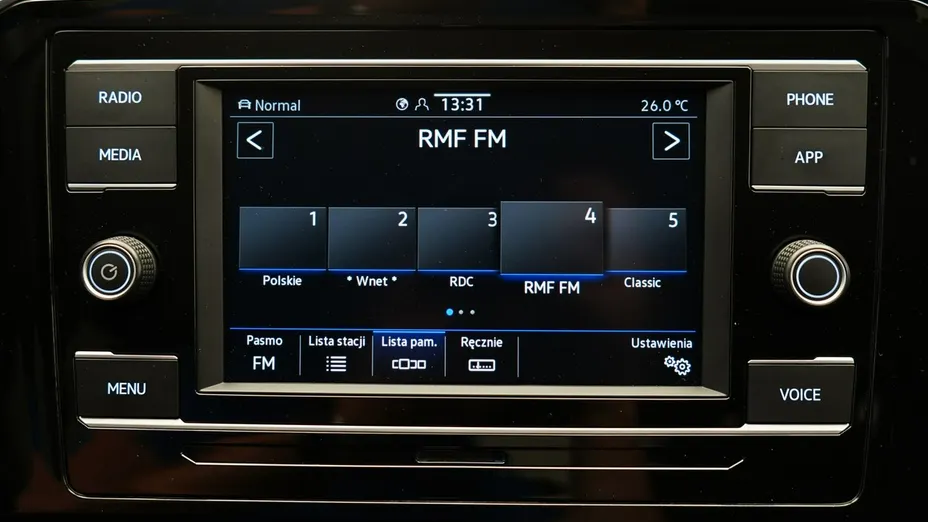 RADIO
MEDIA
MENU
Normal
13:31
26.0 °C
<
RMF FM
>
1
2
3
4
5
Polskie
* Wnet *
RDC
RMF FM
Classic
Pasmo
FM
Lista stacji
Lista pam.
Ręcznie
Ustawienia
PHONE
APP
VOICE